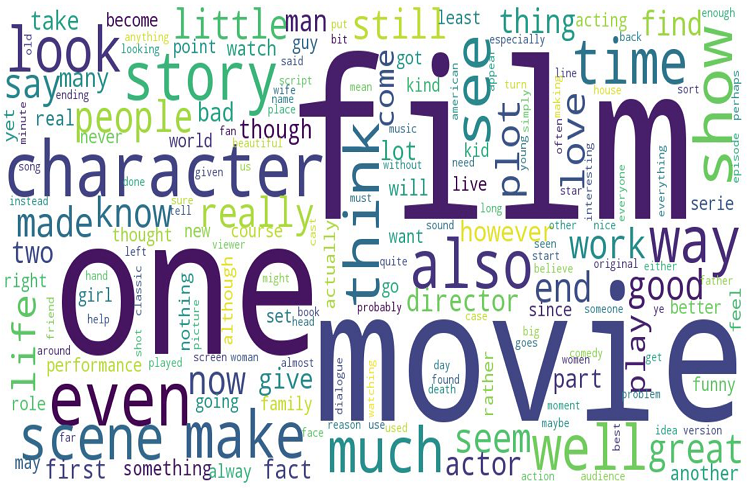 take become little man still thing acting find
look point watch guy
say many story film come time show
yet people bad
real never though
world
character think see plot love
made know really lot
two
one also way
however work
life girl nothing although actually director end good
since play better
performance set go
role now give family rather part funny
even movie
going
scene make much seem well great
actor
may first something alway fact another
far
minute old ending script wife name place
said looking anything put bit mean
music without must
especially least kind got american appear
kid turn young simply line often making
house star interesting everyone everything
enough back sort perhaps episode
serie
song fan beautiful us
instead done given sure tell
thought new course viewer cast
will live need long
want quite sound seen start believe
other nice original either someone
right hand left classic picture
friend help shot might
book head probably case
big goes ye father feel
around played screen woman almost
dialogue watching day found death
women comedy get problem
moment maybe best idea version
reason use used face
action audience